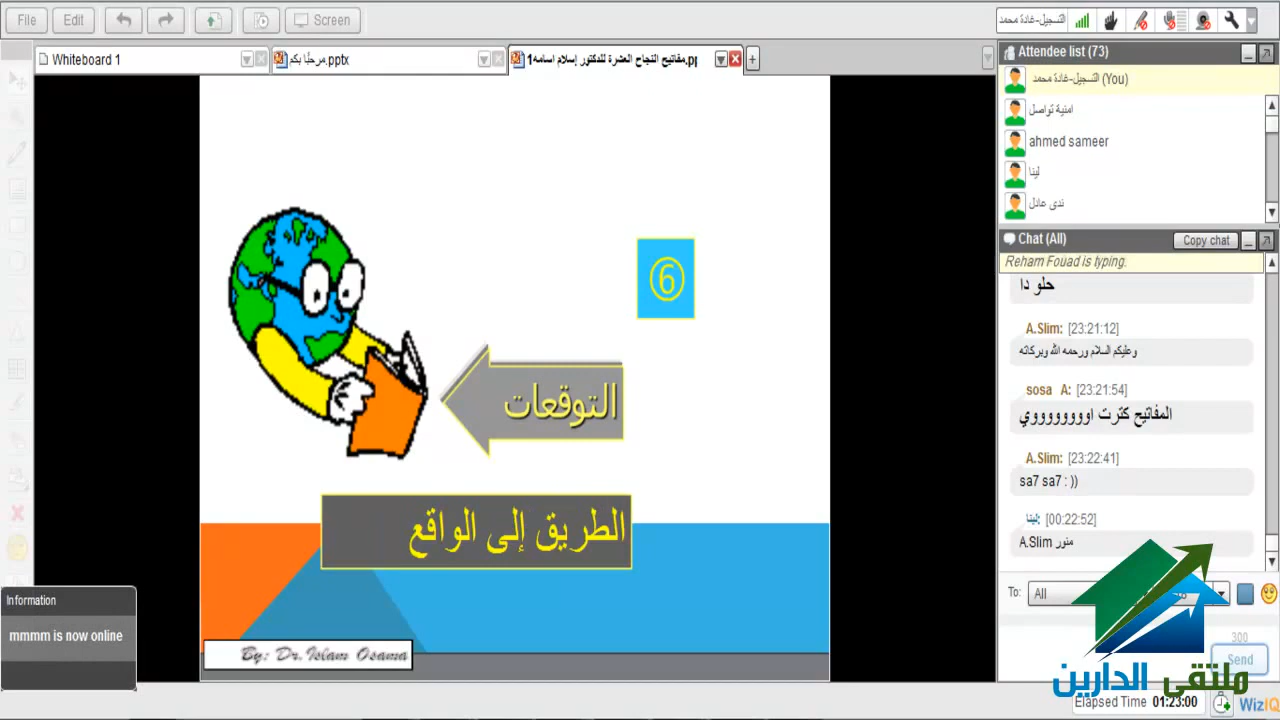 File
Edit
Screen
التسجيل-غادة محمد
Whiteboard 1
مرحبًا بكم.pptx
مفاتيح النجاح العشرة للدكتور إسلام اسامه1.pp
Attendee list (73)
التسجيل-غادة محمد (You)
امنية تواصل
ahmed sameer
لينا
ندى عادل
Chat (All)
Copy chat
Reham Fouad is typing.
حلو دا
A.Slim: [23:21:12]
وعليكم السلام ورحمه الله وبركاته
sosa A: [23:21:54]
المفاتيح كترت اوووووووووي
A.Slim: [23:22:41]
sa7 sa7 : ))
لينا: [00:22:52]
منور A.Slim
To:
All
300
Send
ملتقى الدارين
Elapsed Time 01:23:00
WizIQ
⑥
التوقعات
الطريق إلى الواقع
By: Dr.Islam Osama
Information
mmmm is now online